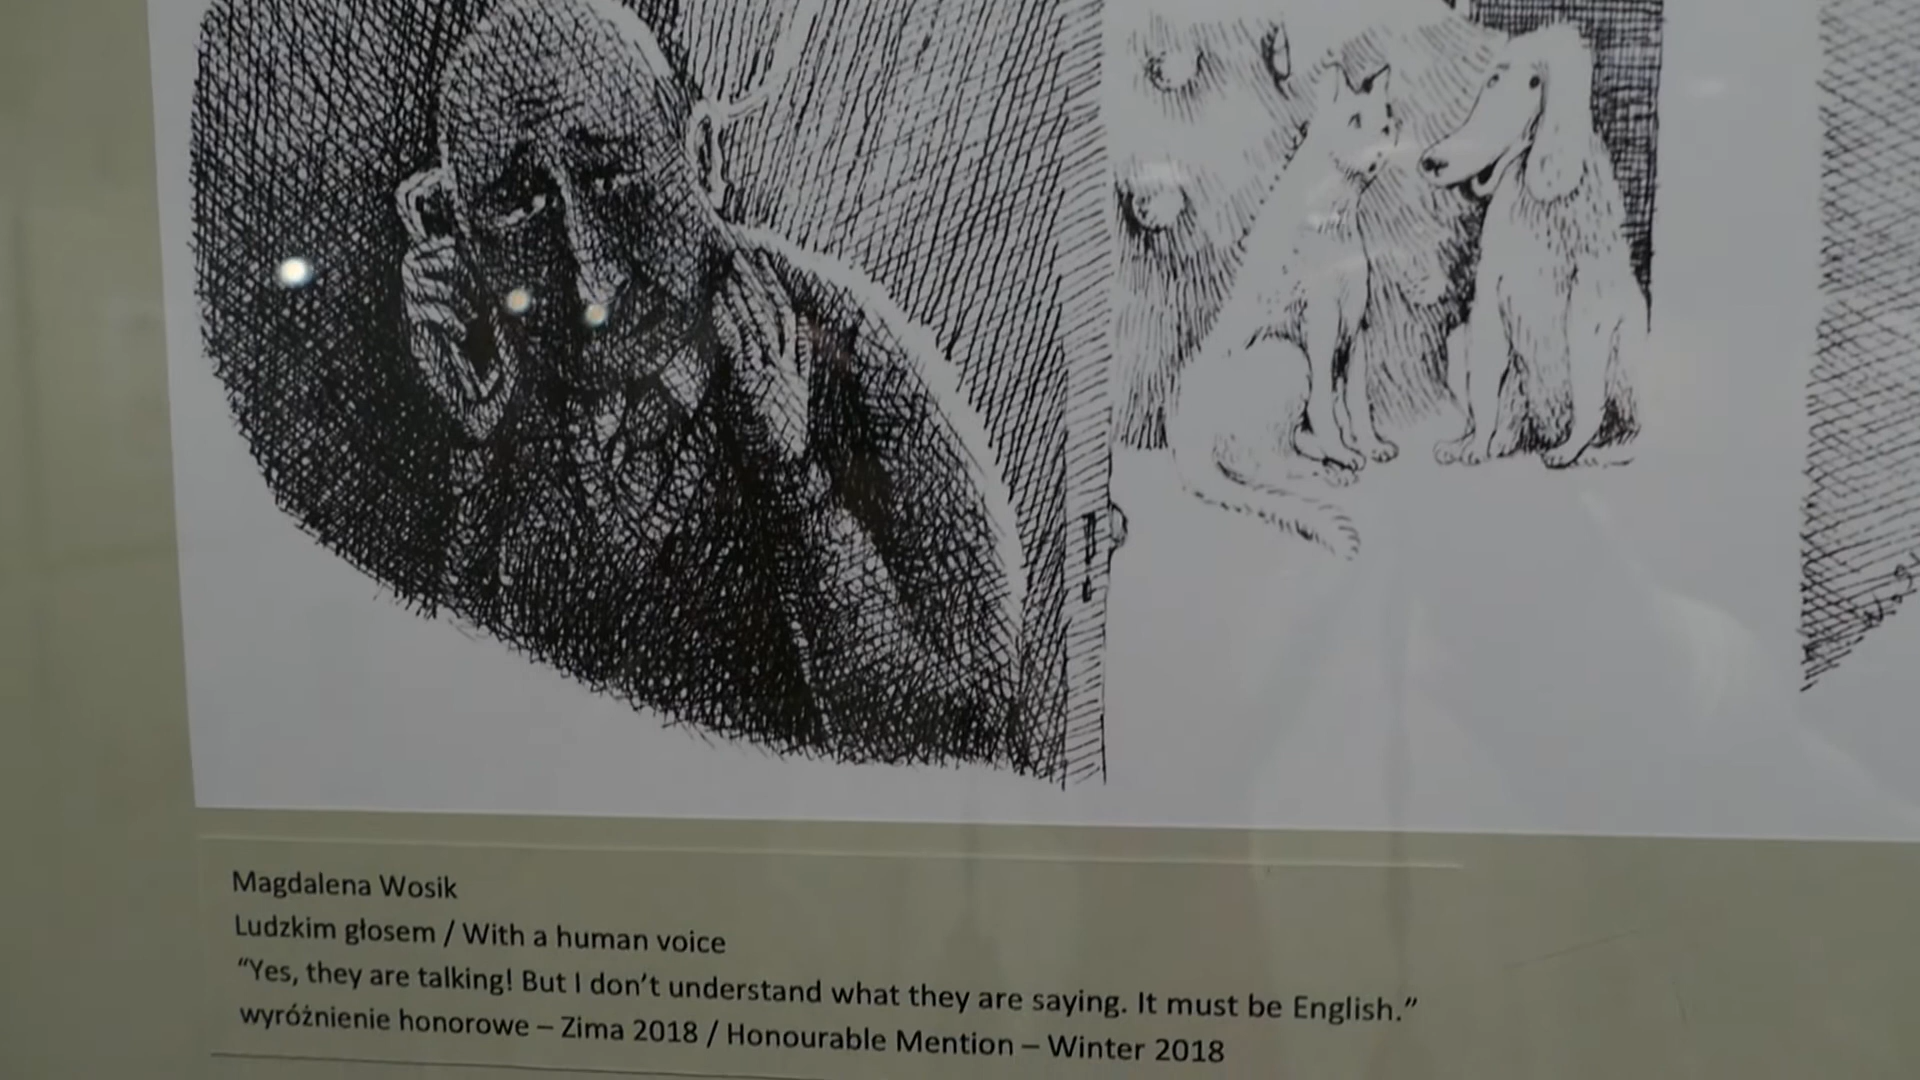 Magdalena Wosik
Ludzkim głosem / With a human voice
“Yes, they are talking! But I don’t understand what they are saying. It must be English.”
wyróżnienie honorowe – Zima 2018 / Honourable Mention – Winter 2018